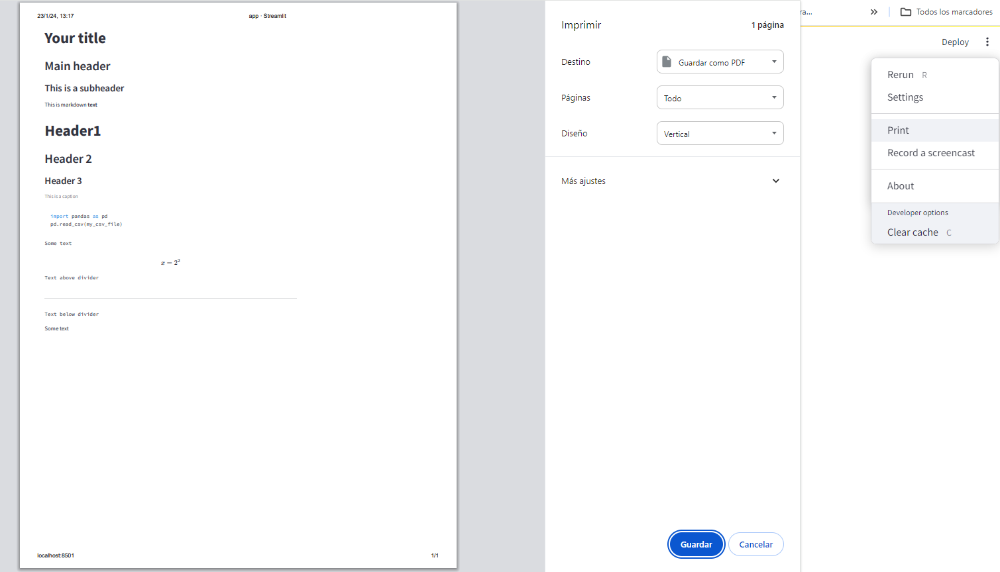 23/1/24, 13:17
app · Streamlit
Your title
Main header
This is a subheader
This is markdown text
Header1
Header 2
Header 3
This is a caption
import pandas as pd
pd.read_csv(my_csv_file)
Some text
x = 2²
Text above divider
Text below divider
Some text
localhost:8501
1/1
Imprimir
1 página
Destino
Guardar como PDF
Páginas
Todo
Diseño
Vertical
Más ajustes
Guardar
Cancelar
ra...
»
Todos los marcadores
Deploy
Rerun R
Settings
Print
Record a screencast
About
Developer options
Clear cache C